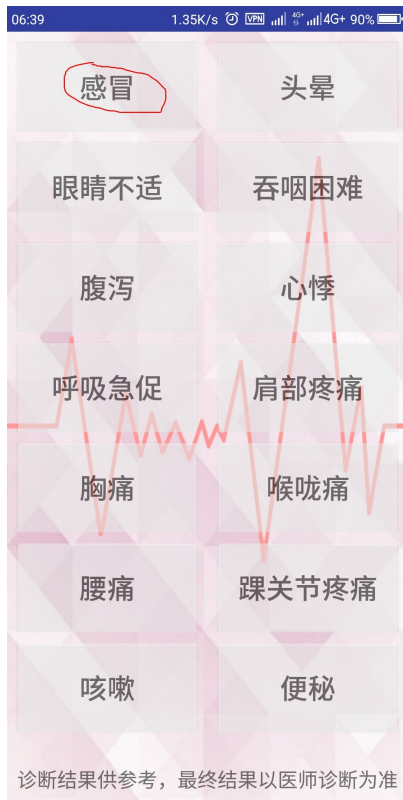 06:39 1.35K/s VPN 4G+ 4G+ 90%
感冒 头晕
眼睛不适 吞咽困难
腹泻 心悸
呼吸急促 肩部疼痛
胸痛 喉咙痛
腰痛 踝关节疼痛
咳嗽 便秘
诊断结果供参考，最终结果以医师诊断为准